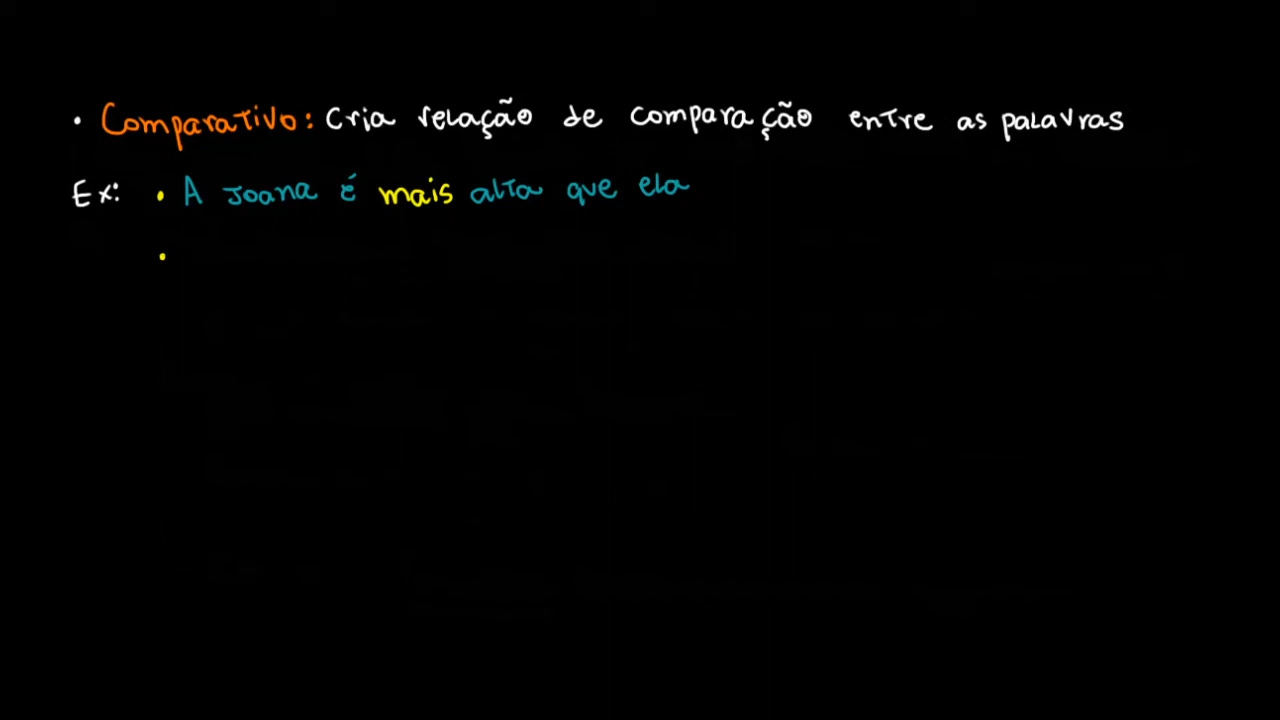 • Comparativo: Cria relação de comparação entre as palavras
Ex: • A Joana é mais alta que ela
•